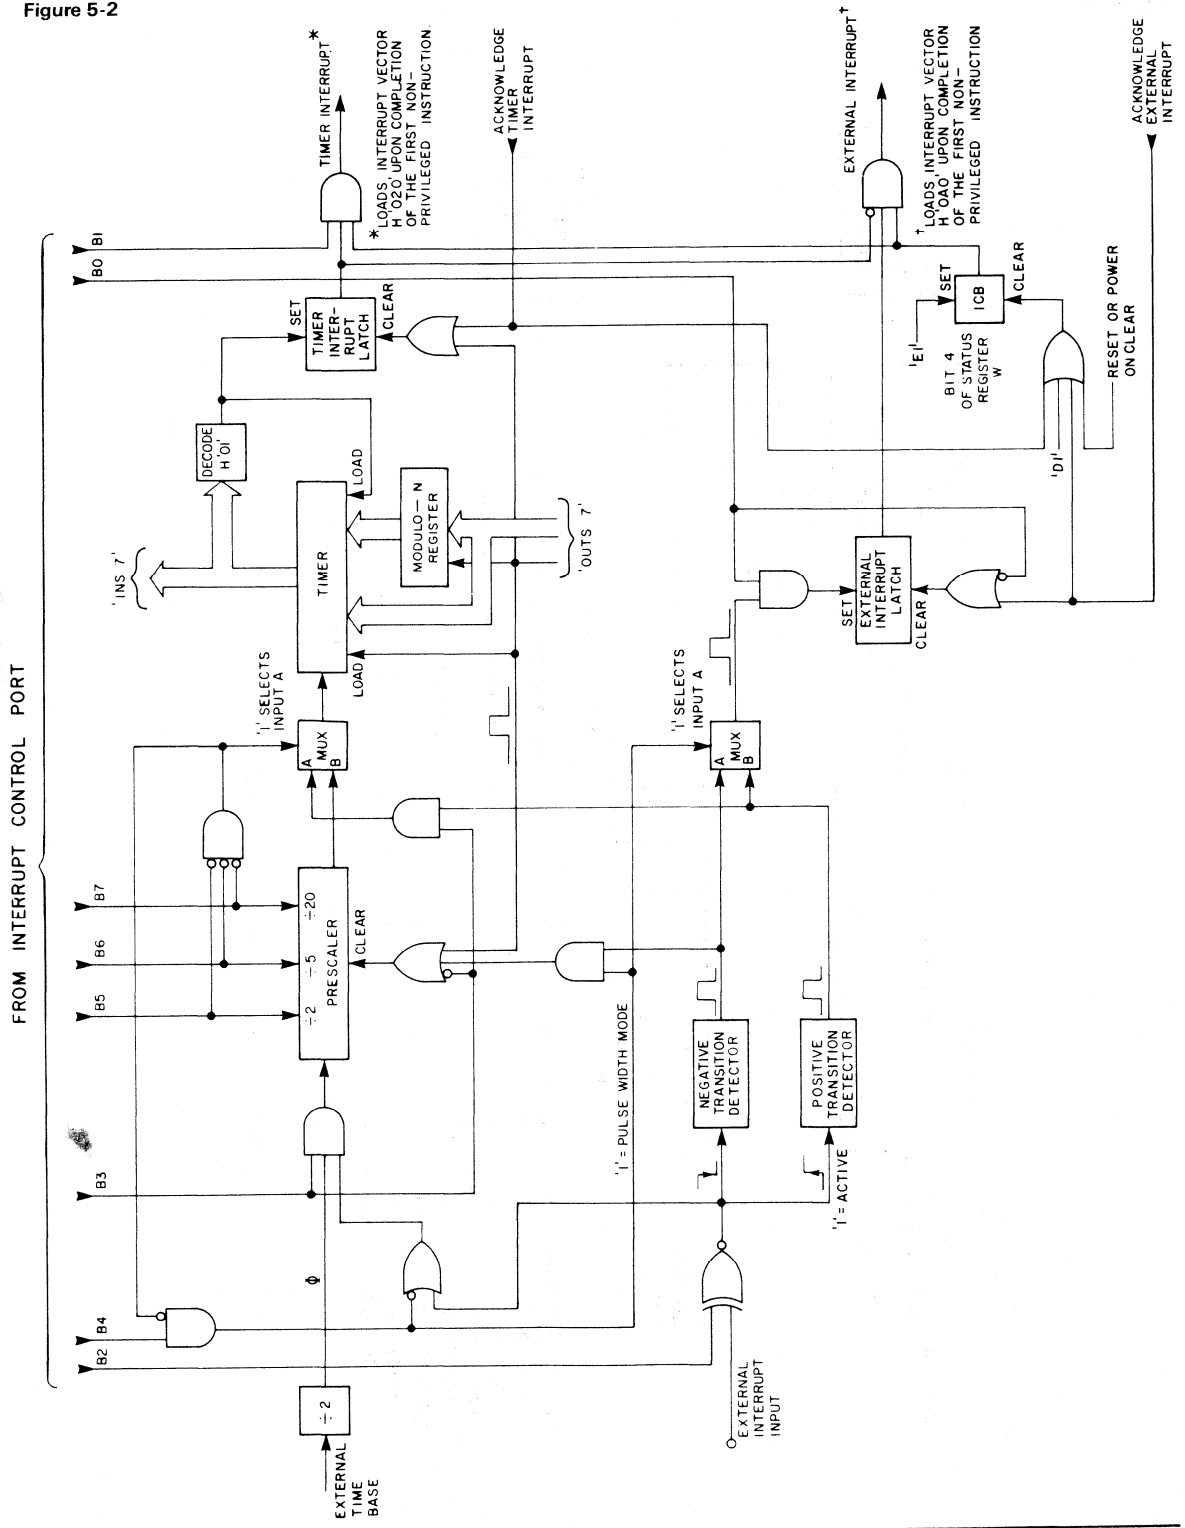 Figure 5-2
FROM INTERRUPT CONTROL PORT
B2
B4
B3
B5
B6
B7
B0
B1
EXTERNAL
TIME
BASE
÷2
Φ
÷2
÷5
÷20
PRESCALER
CLEAR
'1' SELECTS
INPUT A
A
MUX
B
'INS 7'
TIMER
LOAD
LOAD
DECODE
H'01'
MODULO-N
REGISTER
'OUTS 7'
SET
TIMER
INTER-
RUPT
LATCH
CLEAR
TIMER INTERRUPT*
*LOADS INTERRUPT VECTOR
H'020' UPON COMPLETION
OF THE FIRST NON-
PRIVILEGED INSTRUCTION
ACKNOWLEDGE
TIMER
INTERRUPT
'1' = PULSE WIDTH MODE
EXTERNAL
INTERRUPT
INPUT
NEGATIVE
TRANSITION
DETECTOR
POSITIVE
TRANSITION
DETECTOR
'1' = ACTIVE
'1' SELECTS
INPUT A
A
MUX
B
SET
EXTERNAL
INTERRUPT
LATCH
CLEAR
'EI'
SET
ICB
CLEAR
BIT 4
OF STATUS
REGISTER
W
'DI'
RESET OR POWER
ON CLEAR
EXTERNAL INTERRUPT†
†LOADS INTERRUPT VECTOR
H'0A0' UPON COMPLETION
OF THE FIRST NON-
PRIVILEGED INSTRUCTION
ACKNOWLEDGE
EXTERNAL
INTERRUPT